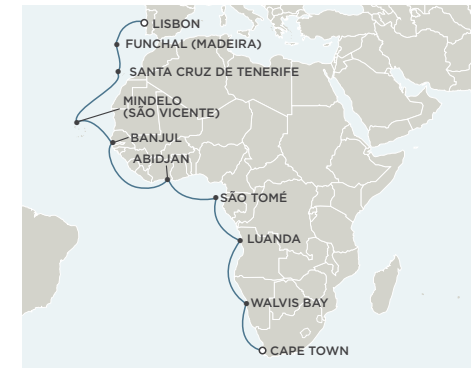 LISBON
FUNCHAL (MADEIRA)
SANTA CRUZ DE TENERIFE
MINDELO
(SÃO VICENTE)
BANJUL
ABIDJAN
SÃO TOMÉ
LUANDA
WALVIS BAY
CAPE TOWN